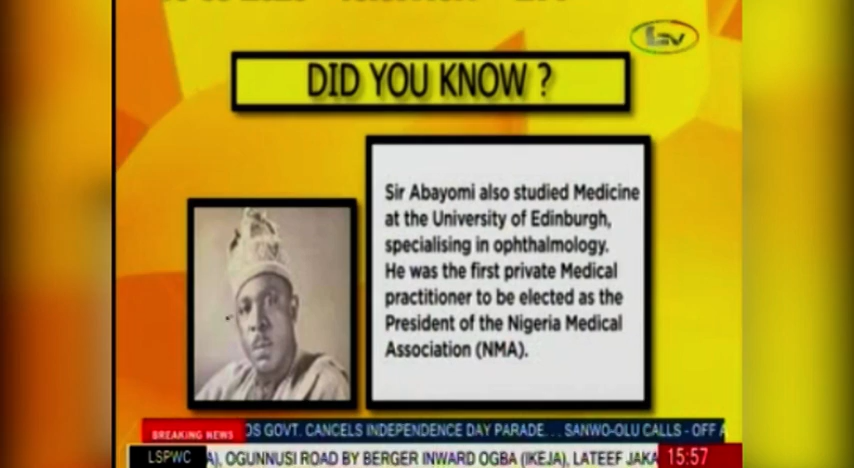 Ltv
DID YOU KNOW ?
Sir Abayomi also studied Medicine
at the University of Edinburgh,
specialising in ophthalmology.
He was the first private Medical
practitioner to be elected as the
President of the Nigeria Medical
Association (NMA).
BREAKING NEWS OS GOVT. CANCELS INDEPENDENCE DAY PARADE... SANWO-OLU CALLS - OFF A
LSPWC A), OGUNNUSI ROAD BY BERGER INWARD OGBA (IKEJA), LATEEF JAKA 15:57